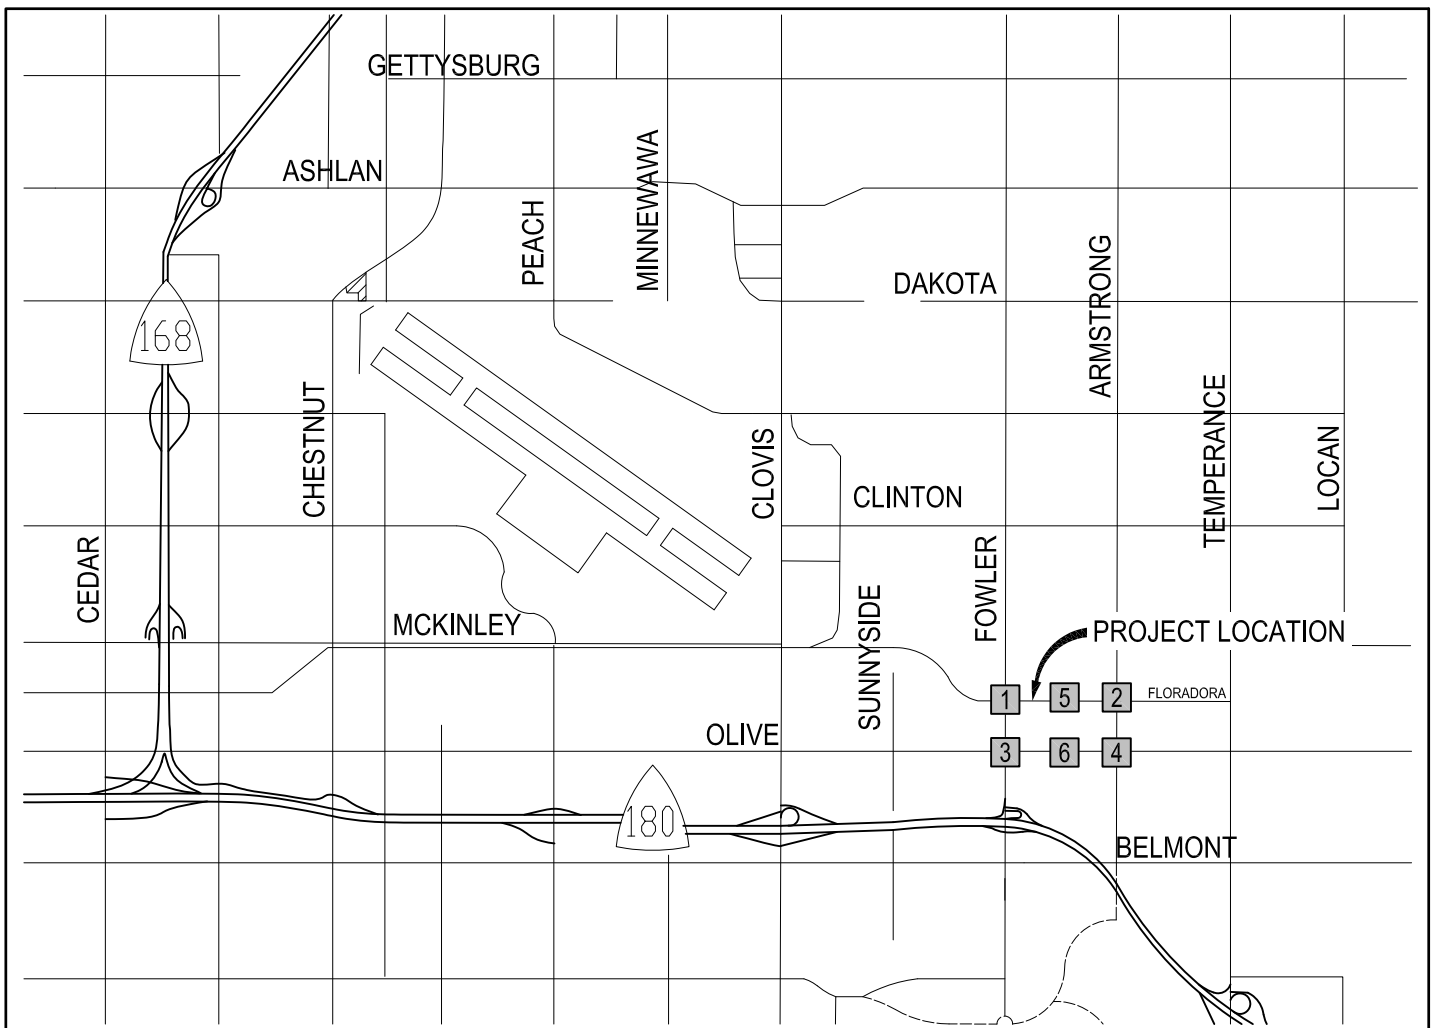 GETTYSBURG
ASHLAN
MINNEWAWA
PEACH
ARMSTRONG
DAKOTA
168
CHESTNUT
TEMPERANCE
CLOVIS
LOCAN
CLINTON
CEDAR
FOWLER
SUNNYSIDE
MCKINLEY
PROJECT LOCATION
1
5
2
FLORADORA
OLIVE
3
6
4
180
BELMONT